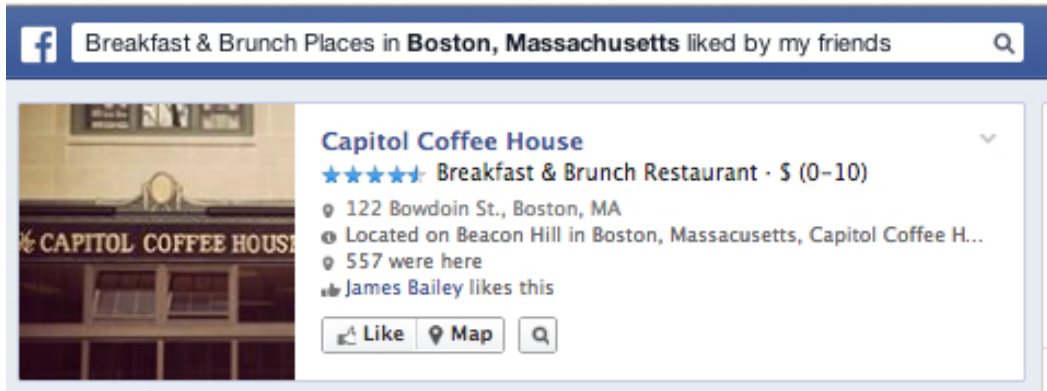 f Breakfast & Brunch Places in Boston, Massachusetts liked by my friends
CAPITOL COFFEE HOUSE
Capitol Coffee House
Breakfast & Brunch Restaurant · $ (0–10)
122 Bowdoin St., Boston, MA
Located on Beacon Hill in Boston, Massacusetts, Capitol Coffee H...
557 were here
James Bailey likes this
Like Map